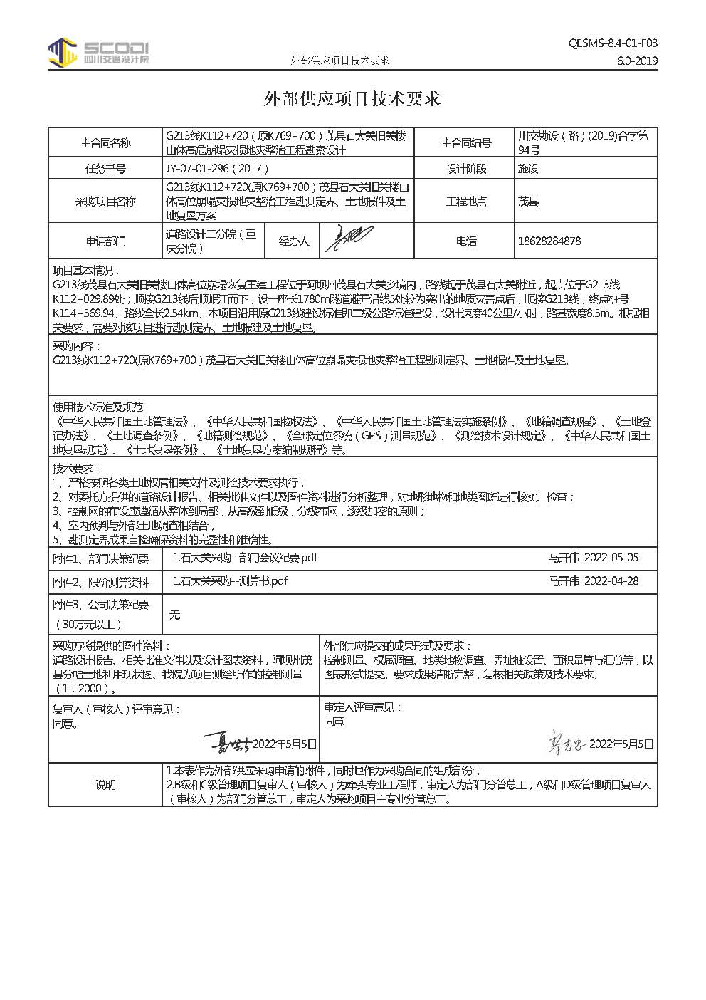 SCODI
四川交通设计院
外部供应项目技术要求
QESMS-8.4-01-F03
6.0-2019
外部供应项目技术要求
主合同名称
G213线K112+720（原K769+700）茂县石大关旧关楼
山体高危崩塌灾损地灾整治工程勘察设计
主合同编号
川交勘设（路）(2019)合字第
94号
任务书号
JY-07-01-296（2017）
设计阶段
施设
采购项目名称
G213线K112+720(原K769+700）茂县石大关旧关楼山
体高位崩塌灾损地灾整治工程勘测定界、土地报件及土
地复垦方案
工程地点
茂县
申请部门
道路设计二分院（重
庆分院）
经办人
电话
18628284878
项目基本情况：
G213线茂县石大关旧关楼山体高位崩塌恢复重建工程位于阿坝州茂县石大关乡境内，路线起于茂县石大关附近，起点位于G213线
K112+029.89处；顺接G213线后顺岷江而下，设一座长1780m隧道避开沿线5处较为突出的地质灾害点后，顺接G213线，终点桩号
K114+569.94。路线全长2.54km。本项目沿用原G213线建设标准即二级公路标准建设，设计速度40公里/小时，路基宽度8.5m。根据相
关要求，需要对该项目进行勘测定界、土地报建及土地复垦。
采购内容：
G213线K112+720(原K769+700）茂县石大关旧关楼山体高位崩塌灾损地灾整治工程勘测定界、土地报件及土地复垦。
使用技术标准及规范
《中华人民共和国土地管理法》、《中华人民共和国物权法》、《中华人民共和国土地管理法实施条例》、《地籍调查规程》、《土地登
记办法》、《土地调查条例》、《地籍测绘规范》、《全球定位系统（GPS）测量规范》、《测绘技术设计规定》、《中华人民共和国土
地复垦规定》、《土地复垦条例》、《土地复垦方案编制规程》等。
技术要求：
1、严格按照各类土地权属相关文件及测绘技术要求执行；
2、对委托方提供的道路设计报告、相关批准文件以及图件资料进行分析整理，对地形地物和地类图斑进行核实、检查；
3、控制网的布设应遵循从整体到局部，从高级到低级，分级布网，逐级加密的原则；
4、室内预判与外部土地调查相结合；
5、勘测定界成果自检确保资料的完整性和准确性。
附件1、部门决策纪要
1.石大关采购--部门会议纪要.pdf
马开伟 2022-05-05
附件2、限价测算资料
1.石大关采购--测算书.pdf
马开伟 2022-04-28
附件3、公司决策纪要
（30万元以上）
无
采购方将提供的图件资料：
道路设计报告、相关批准文件以及设计图表资料，阿坝州茂
县分幅土地利用现状图、我院为项目测绘所作的控制测量
（1：2000）。
外部供应提交的成果形式及要求：
控制测量、权属调查、地类地物调查、界址桩设置、面积量算与汇总等，以
图表形式提交。要求成果清晰完整，复核相关政策及技术要求。
复审人（审核人）评审意见：
同意。
2022年5月5日
审定人评审意见：
同意
2022年5月5日
说明
1.本表作为外部供应采购申请的附件，同时也作为采购合同的组成部分；
2.B级和C级管理项目复审人（审核人）为牵头专业工程师，审定人为部门分管总工；A级和D级管理项目复审人
（审核人）为部门分管总工，审定人为采购项目主专业分管总工。